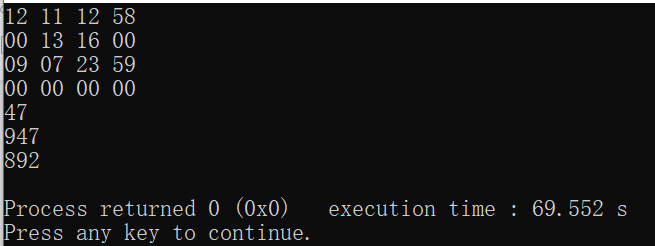 12 11 12 58
00 13 16 00
09 07 23 59
00 00 00 00
47
947
892
Process returned 0 (0x0)   execution time : 69.552 s
Press any key to continue.